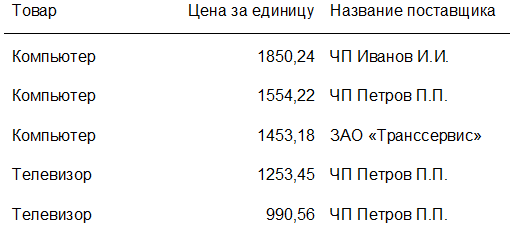 Товар Цена за единицу Название поставщика
Компьютер 1850,24 ЧП Иванов И.И.
Компьютер 1554,22 ЧП Петров П.П.
Компьютер 1453,18 ЗАО «Транссервис»
Телевизор 1253,45 ЧП Петров П.П.
Телевизор 990,56 ЧП Петров П.П.